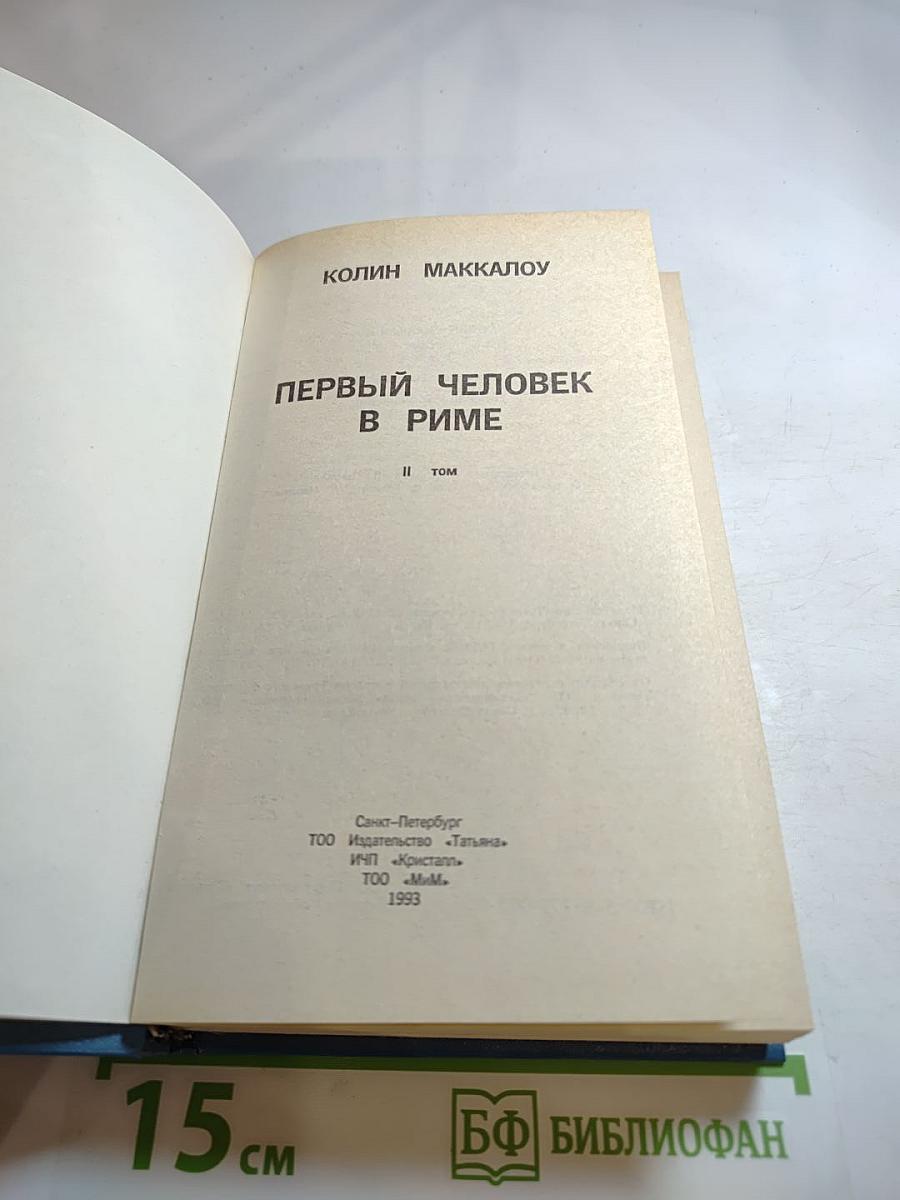 КОЛИН МАККАЛОУ
ПЕРВЫЙ ЧЕЛОВЕК
В РИМЕ
II том
Санкт–Петербург
ТОО Издательство «Татьяна»
ИЧП «Кристалл»
ТОО «МиМ»
1993
15 см
БФ БИБЛИОФАН